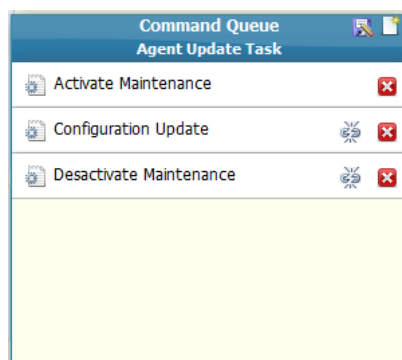 Command Queue
Agent Update Task
Activate Maintenance
Configuration Update
Desactivate Maintenance